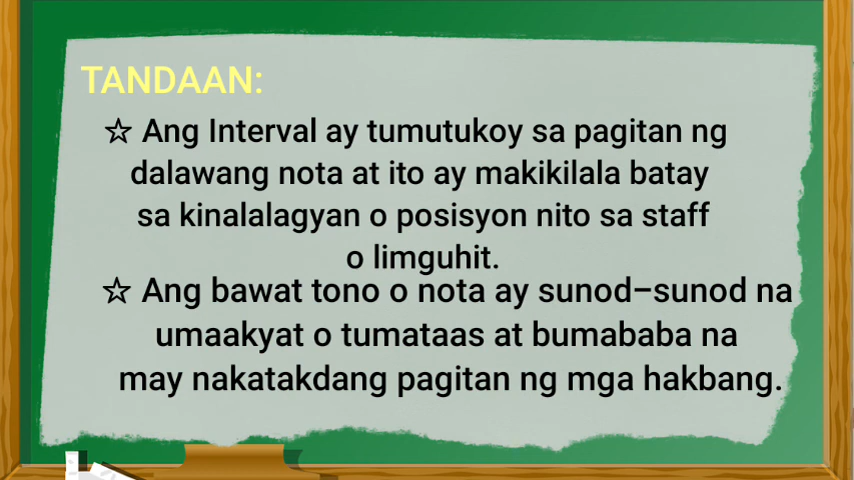 TANDAAN:
☆ Ang Interval ay tumutukoy sa pagitan ng
dalawang nota at ito ay makikilala batay
sa kinalalagyan o posisyon nito sa staff
o limguhit.
☆ Ang bawat tono o nota ay sunod–sunod na
umaakyat o tumataas at bumababa na
may nakatakdang pagitan ng mga hakbang.